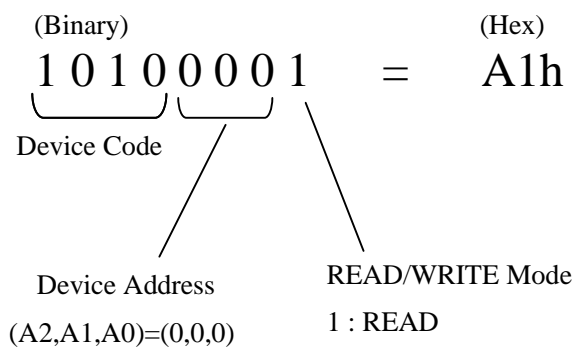 (Binary) (Hex)
1 0 1 0 0 0 0 1 = A1h
Device Code
Device Address READ/WRITE Mode
(A2,A1,A0)=(0,0,0) 1 : READ